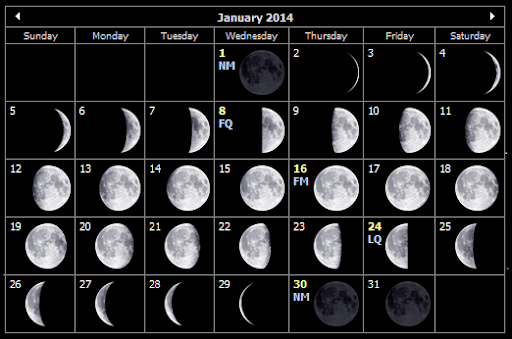 January 2014
Sunday Monday Tuesday Wednesday Thursday Friday Saturday
1 2 3 4
NM
5 6 7 8 9 10 11
FQ
12 13 14 15 16 17 18
FM
19 20 21 22 23 24 25
LQ
26 27 28 29 30 31
NM